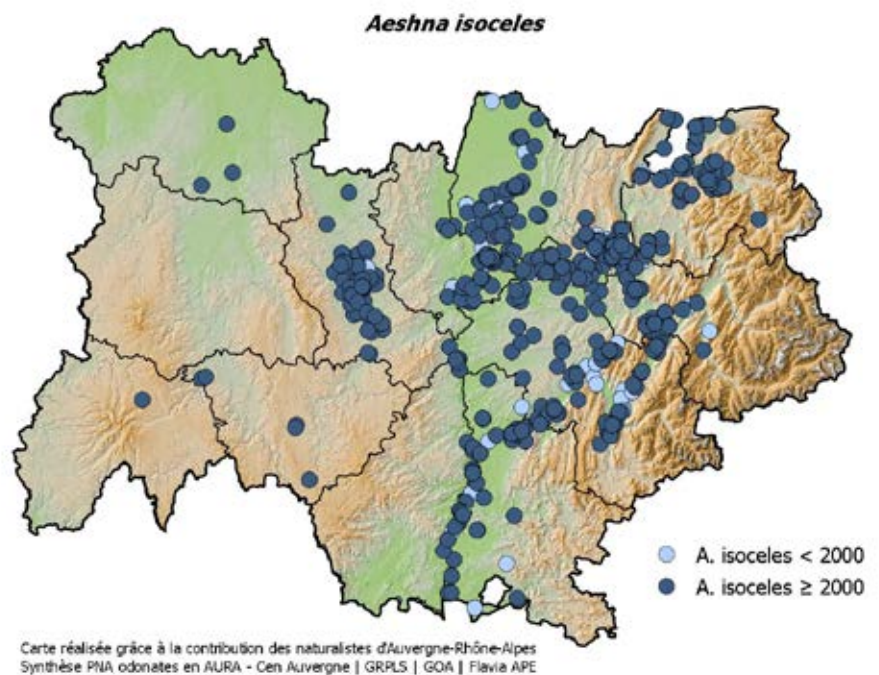 Aeshna isoceles
A. isoceles < 2000
A. isoceles ≥ 2000
Carte réalisée grâce à la contribution des naturalistes d'Auvergne-Rhône-Alpes
Synthèse PNA odonates en AURA - Cen Auvergne | GRPLS | GOA | Flavia APE